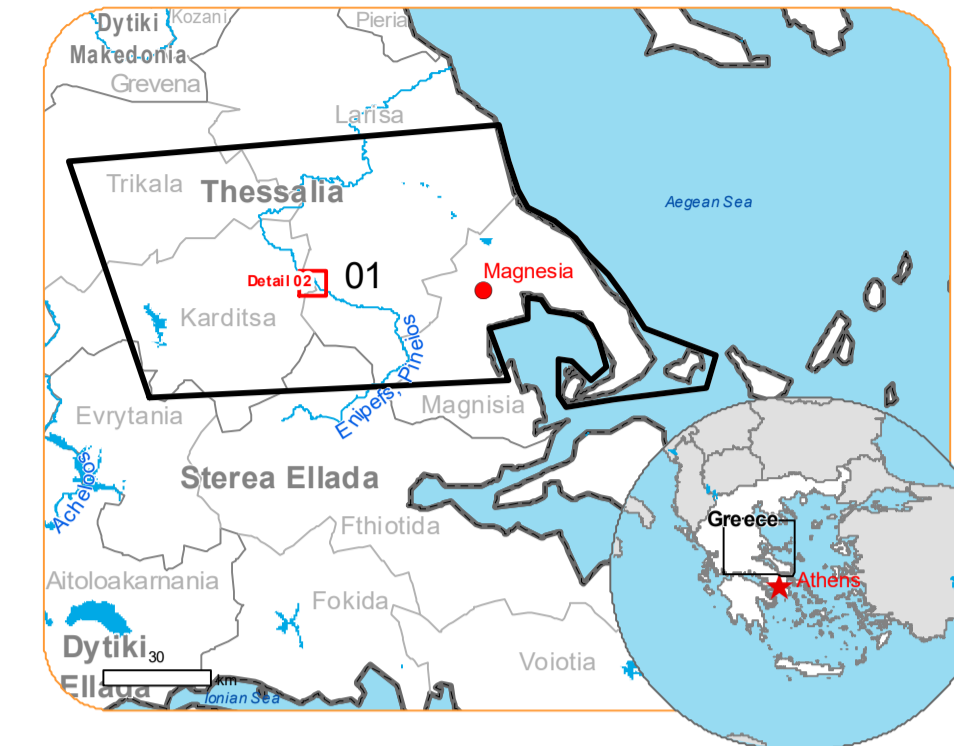 Dytiki
Makedonia
Kozani
Pieria
Grevena
Larisa
Trikala
Thessalia
Aegean Sea
Detail 02
01
Magnesia
Karditsa
Enipefs, Pineios
Evrytania
Magnisia
Acheloos
Sterea Ellada
Fthiotida
Greece
Athens
Aitoloakarnania
Fokida
Dytiki
Ellada
30
km
Ionian Sea
Voiotia